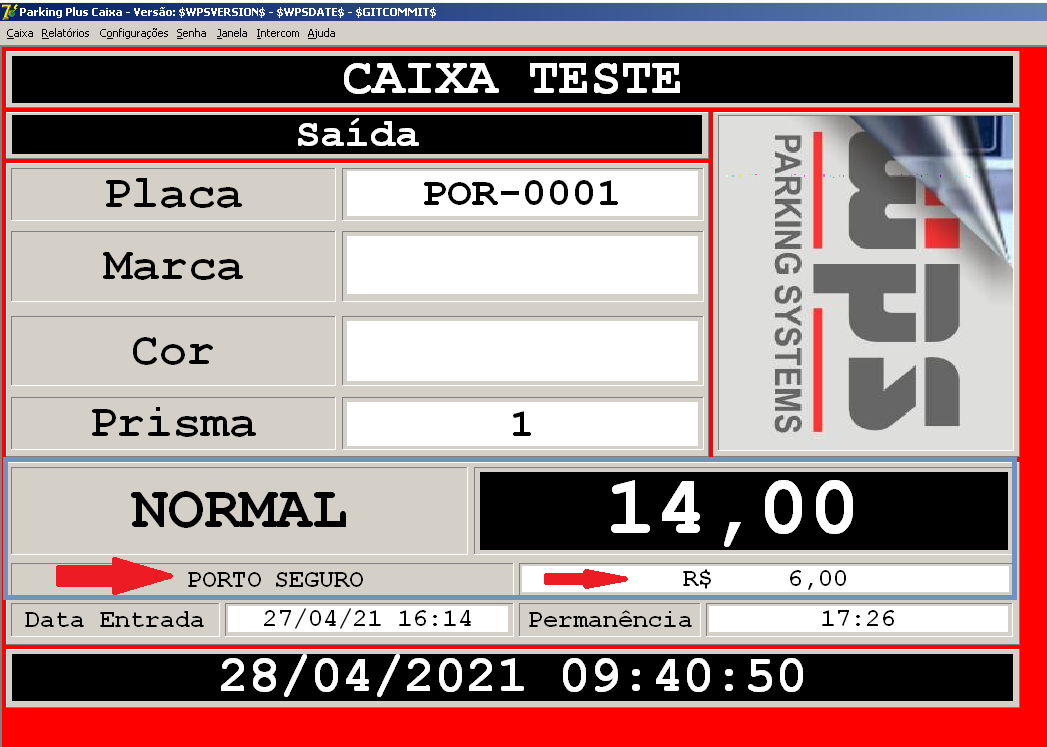 Parking Plus Caixa - Versão: $WPSVERSION$ - $WPSDATE$ - $GITCOMMIT$
Caixa Relatórios Configurações Senha Janela Intercom Ajuda
CAIXA TESTE
Saída
Placa POR-0001
Marca
Cor
Prisma 1
wps
PARKING SYSTEMS
NORMAL 14,00
PORTO SEGURO R$ 6,00
Data Entrada 27/04/21 16:14 Permanência 17:26
28/04/2021 09:40:50